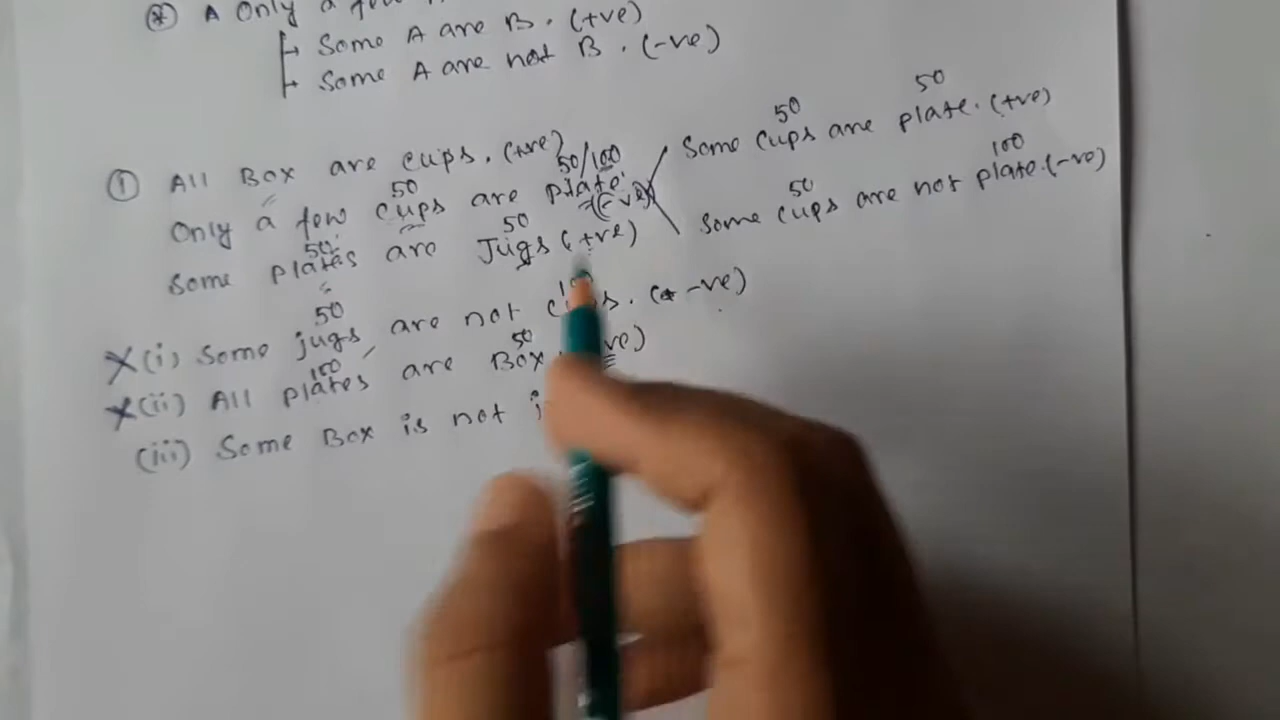 (*) A Only a few
Some A are B. (+ve)
Some A are not B. (-ve)
50 50
Some cups are plate. (+ve)
50 100
Some cups are not plate. (-ve)
(1) All Box are cups. (+ve)
50 50/100
Only a few cups are plate. (-ve)
50 50
Some plates are Jugs (+ve)
50
X (i) Some jugs are not (-ve)
100 50
X (ii) All plates are Box
(iii) Some Box is not